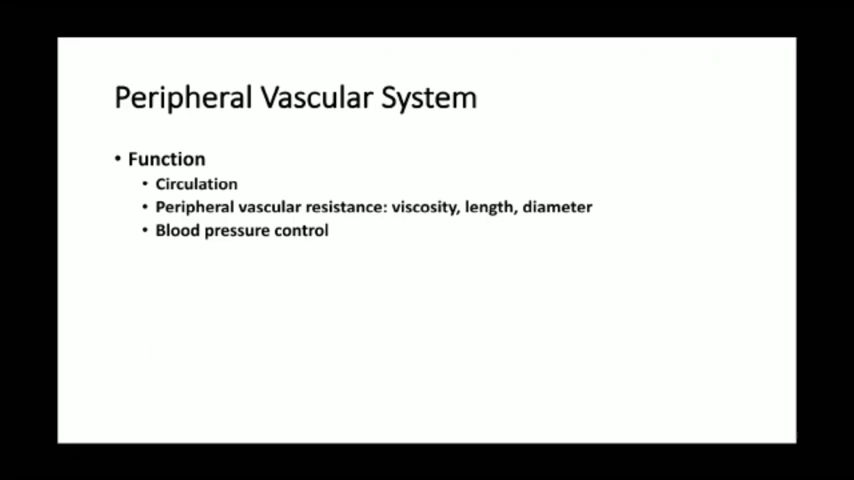 Peripheral Vascular System
• Function
• Circulation
• Peripheral vascular resistance: viscosity, length, diameter
• Blood pressure control